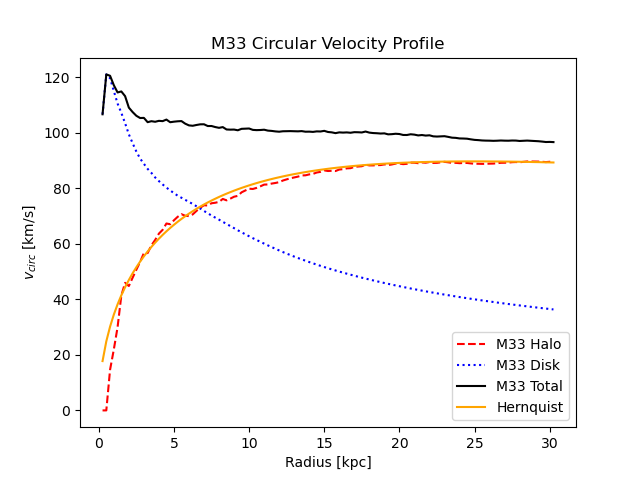 M33 Circular Velocity Profile
v_circ [km/s]
120
100
80
60
40
20
0
0 5 10 15 20 25 30
Radius [kpc]
M33 Halo
M33 Disk
M33 Total
Hernquist